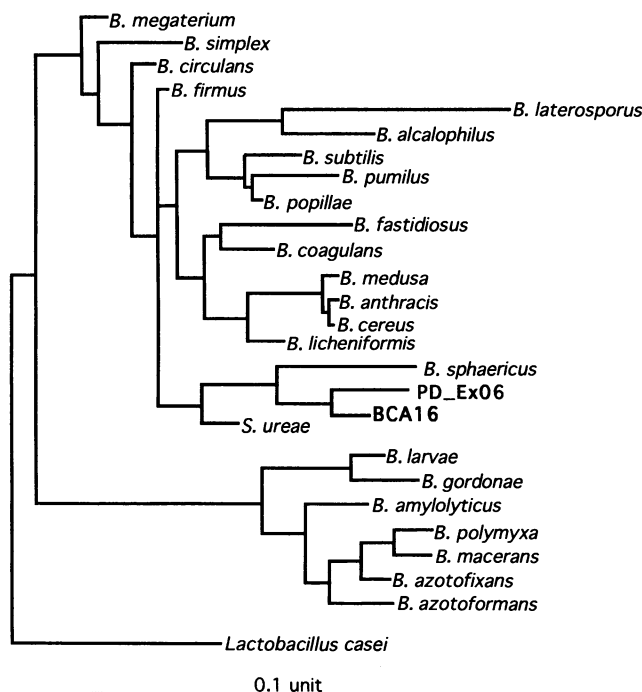 B. megaterium
B. simplex
B. circulans
B. firmus
B. laterosporus
B. alcalophilus
B. subtilis
B. pumilus
B. popillae
B. fastidiosus
B. coagulans
B. medusa
B. anthracis
B. cereus
B. licheniformis
B. sphaericus
PD_Ex06
BCA16
S. ureae
B. larvae
B. gordonae
B. amylolyticus
B. polymyxa
B. macerans
B. azotofixans
B. azotoformans
Lactobacillus casei
0.1 unit